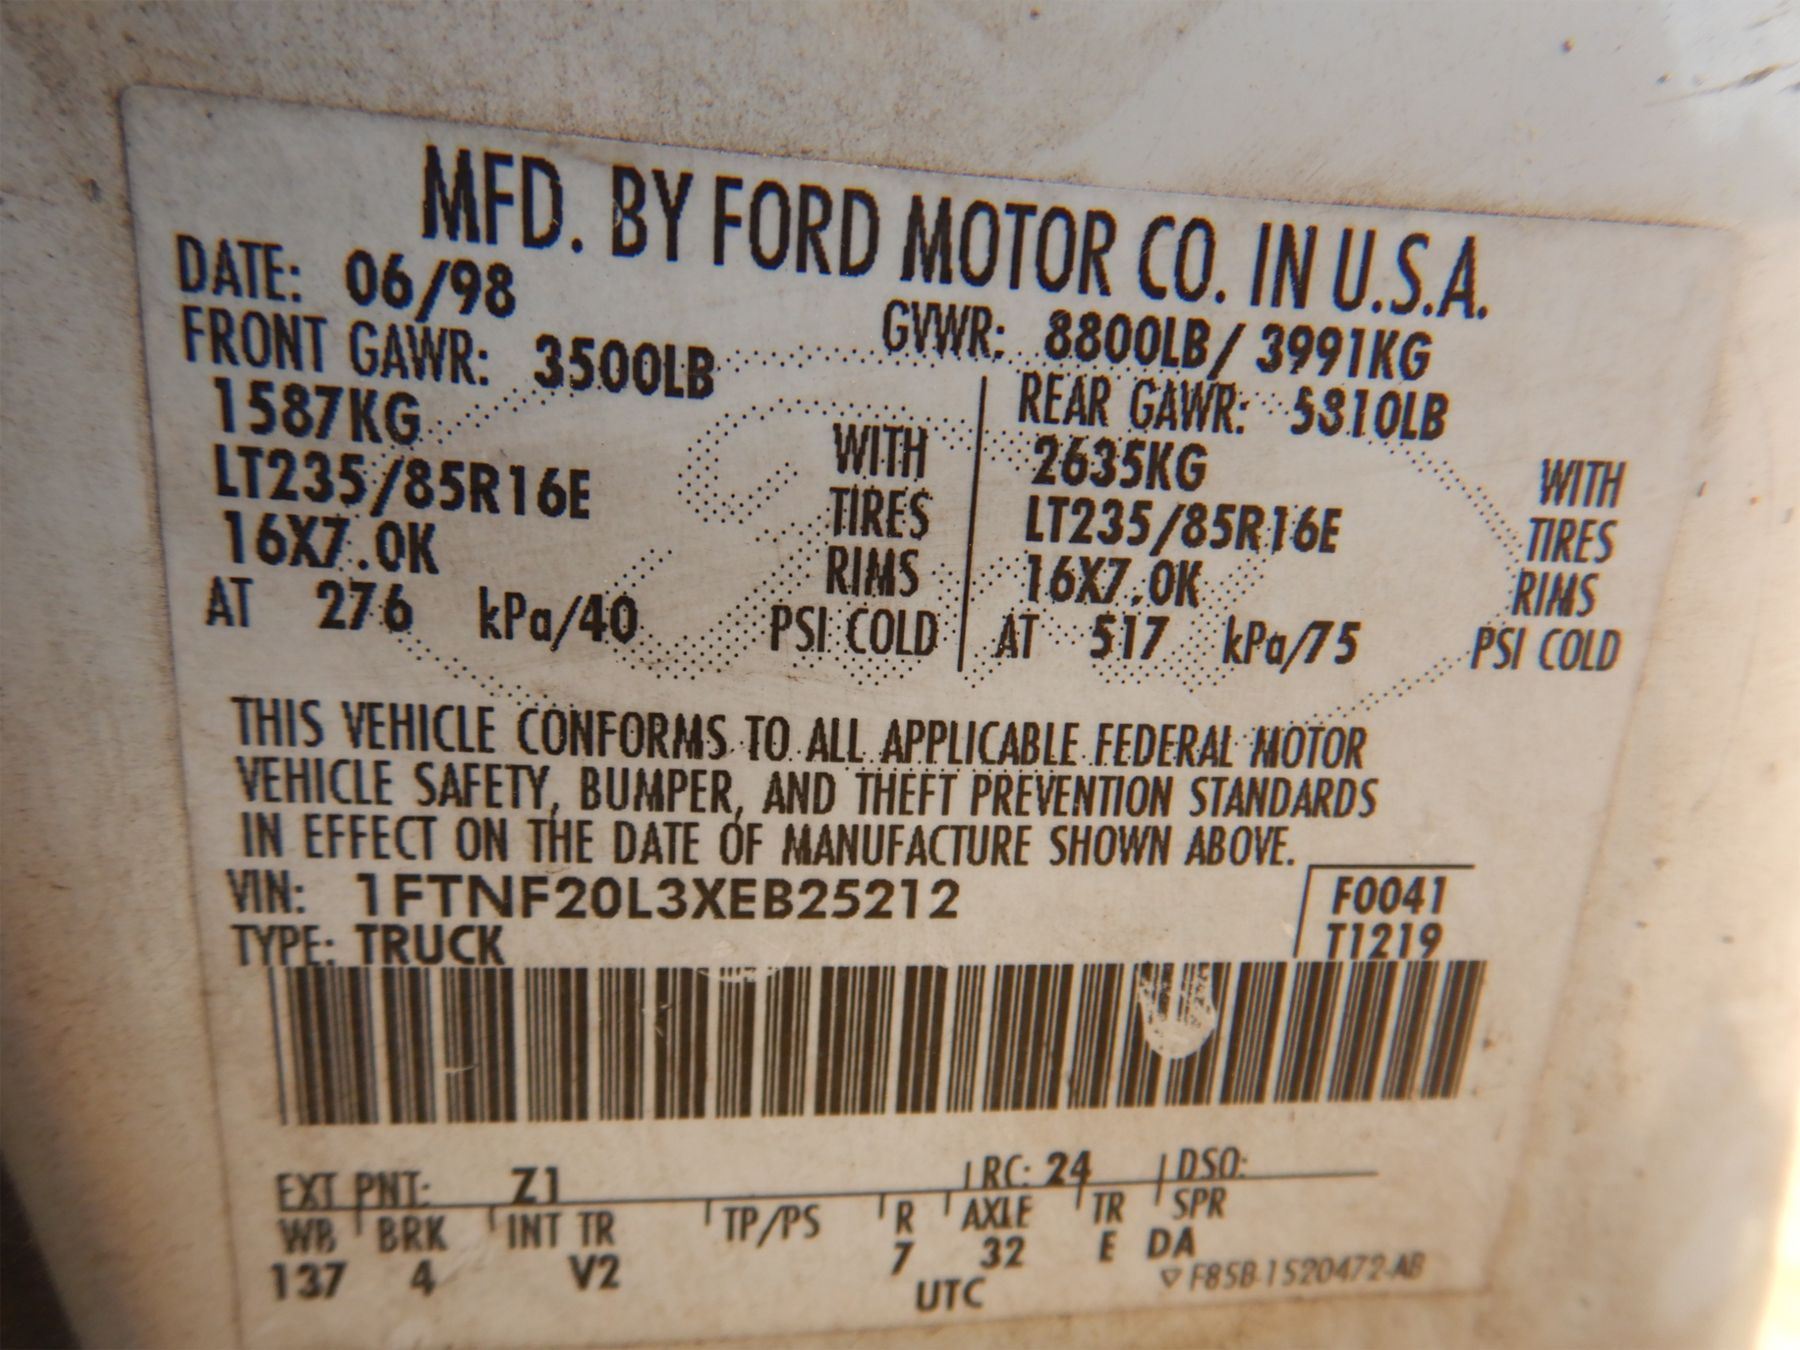 MFD. BY FORD MOTOR CO. IN U.S.A.
DATE: 06/98
GVWR: 8800LB/ 3991KG
FRONT GAWR: 3500LB
1587KG
LT235/85R16E
16X7.0K
AT 276 kPa/40
WITH
TIRES
RIMS
PSI COLD
REAR GAWR: 5810LB
2635KG
LT235/85R16E
16X7.0K
AT 517 kPa/75
WITH
TIRES
RIMS
PSI COLD
THIS VEHICLE CONFORMS TO ALL APPLICABLE FEDERAL MOTOR
VEHICLE SAFETY, BUMPER, AND THEFT PREVENTION STANDARDS
IN EFFECT ON THE DATE OF MANUFACTURE SHOWN ABOVE.
VIN: 1FTNF20L3XEB25212
TYPE: TRUCK
F0041
T1219
EXT PNT: Z1 RC: 24 DSO:
WB BRK INT TR TP/PS R AXLE TR SPR
137 4 V2 7 32 E DA
UTC
F85B-1520472-AB